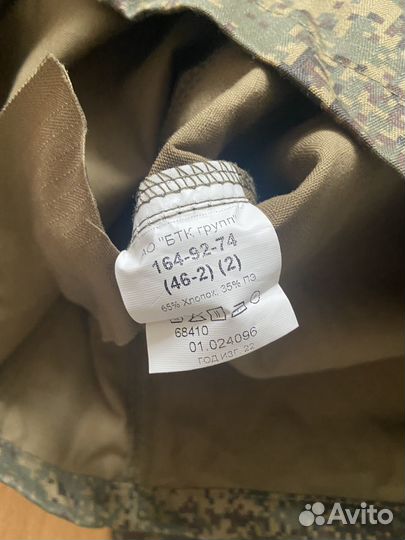 АО "БТК групп"
164-92-74
(46-2) (2)
65% Хлопок, 35% ПЭ
68410
01.024096
ГОД ИЗГ. 22
Avito